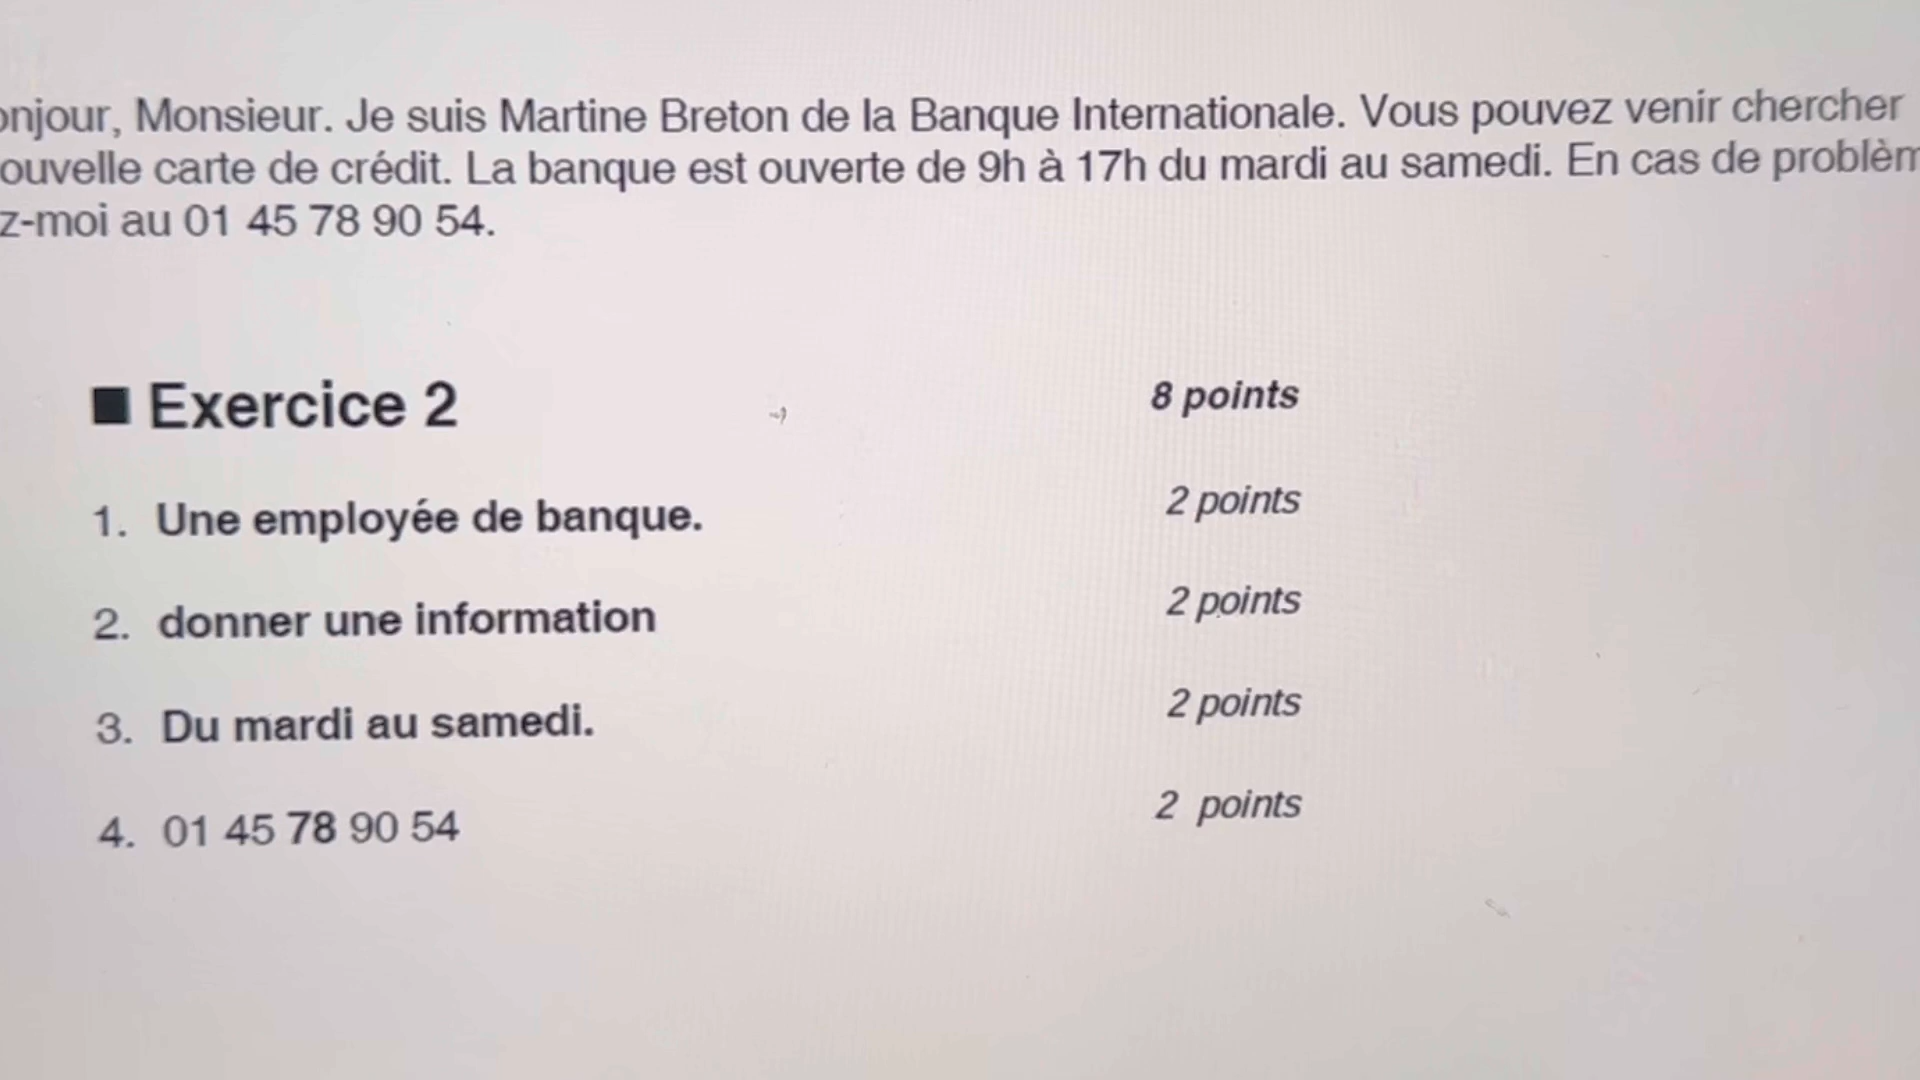 onjour, Monsieur. Je suis Martine Breton de la Banque Internationale. Vous pouvez venir chercher
ouvelle carte de crédit. La banque est ouverte de 9h à 17h du mardi au samedi. En cas de problèm
z-moi au 01 45 78 90 54.
■ Exercice 2 8 points
1. Une employée de banque. 2 points
2. donner une information 2 points
3. Du mardi au samedi. 2 points
4. 01 45 78 90 54 2 points